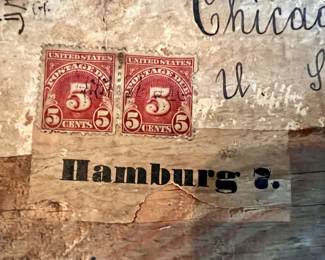 Chicag
U. S
UNITED STATES
POSTAGE DUE
5
5 CENTS 5
UNITED STATES
POSTAGE DUE
5
5 CENTS 5
Hamburg 8.